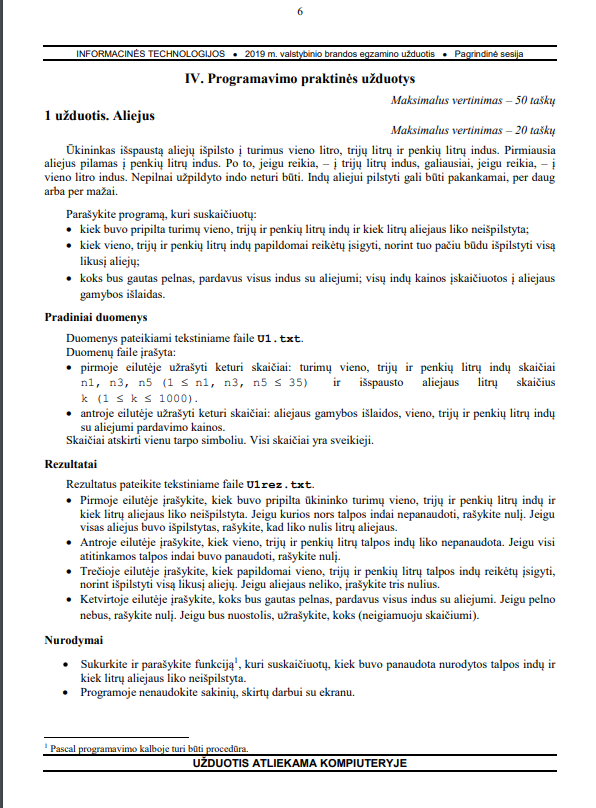 6
INFORMACINĖS TECHNOLOGIJOS ● 2019 m. valstybinio brandos egzamino užduotis ● Pagrindinė sesija
IV. Programavimo praktinės užduotys
Maksimalus vertinimas – 50 taškų
1 užduotis. Aliejus
Maksimalus vertinimas – 20 taškų
Ūkininkas išspaustą aliejų išpilsto į turimus vieno litro, trijų litrų ir penkių litrų indus. Pirmiausia
aliejus pilamas į penkių litrų indus. Po to, jeigu reikia, – į trijų litrų indus, galiausiai, jeigu reikia, – į
vieno litro indus. Nepilnai užpildyto indo neturi būti. Indų aliejui pilstyti gali būti pakankamai, per daug
arba per mažai.
Parašykite programą, kuri suskaičiuotų:
• kiek buvo pripilta turimų vieno, trijų ir penkių litrų indų ir kiek litrų aliejaus liko neišpilstyta;
• kiek vieno, trijų ir penkių litrų indų papildomai reikėtų įsigyti, norint tuo pačiu būdu išpilstyti visą
likusį aliejų;
• koks bus gautas pelnas, pardavus visus indus su aliejumi; visų indų kainos įskaičiuotos į aliejaus
gamybos išlaidas.
Pradiniai duomenys
Duomenys pateikiami tekstiniame faile U1.txt.
Duomenų faile įrašyta:
• pirmoje eilutėje užrašyti keturi skaičiai: turimų vieno, trijų ir penkių litrų indų skaičiai
n1, n3, n5 (1 ≤ n1, n3, n5 ≤ 35) ir išspausto aliejaus litrų skaičius
k (1 ≤ k ≤ 1000).
• antroje eilutėje užrašyti keturi skaičiai: aliejaus gamybos išlaidos, vieno, trijų ir penkių litrų indų
su aliejumi pardavimo kainos.
Skaičiai atskirti vienu tarpo simboliu. Visi skaičiai yra sveikieji.
Rezultatai
Rezultatus pateikite tekstiniame faile U1rez.txt.
• Pirmoje eilutėje įrašykite, kiek buvo pripilta ūkininko turimų vieno, trijų ir penkių litrų indų ir
kiek litrų aliejaus liko neišpilstyta. Jeigu kurios nors talpos indai nepanaudoti, rašykite nulį. Jeigu
visas aliejus buvo išpilstytas, rašykite, kad liko nulis litrų aliejaus.
• Antroje eilutėje įrašykite, kiek vieno, trijų ir penkių litrų talpos indų liko nepanaudota. Jeigu visi
atitinkamos talpos indai buvo panaudoti, rašykite nulį.
• Trečioje eilutėje įrašykite, kiek papildomai vieno, trijų ir penkių litrų talpos indų reikėtų įsigyti,
norint išpilstyti visą likusį aliejų. Jeigu aliejaus neliko, įrašykite tris nulius.
• Ketvirtoje eilutėje įrašykite, koks bus gautas pelnas, pardavus visus indus su aliejumi. Jeigu pelno
nebus, rašykite nulį. Jeigu bus nuostolis, užrašykite, koks (neigiamuoju skaičiumi).
Nurodymai
• Sukurkite ir parašykite funkciją¹, kuri suskaičiuotų, kiek buvo panaudota nurodytos talpos indų ir
kiek litrų aliejaus liko neišpilstyta.
• Programoje nenaudokite sakinių, skirtų darbui su ekranu.
¹ Pascal programavimo kalboje turi būti procedūra.
UŽDUOTIS ATLIEKAMA KOMPIUTERYJE